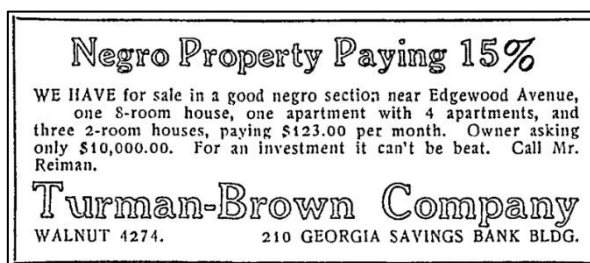 Negro Property Paying 15%
WE HAVE for sale in a good negro section near Edgewood Avenue,
one 8-room house, one apartment with 4 apartments, and
three 2-room houses, paying $123.00 per month. Owner asking
only $10,000.00. For an investment it can't be beat. Call Mr.
Reiman.
Turman-Brown Company
WALNUT 4274. 210 GEORGIA SAVINGS BANK BLDG.